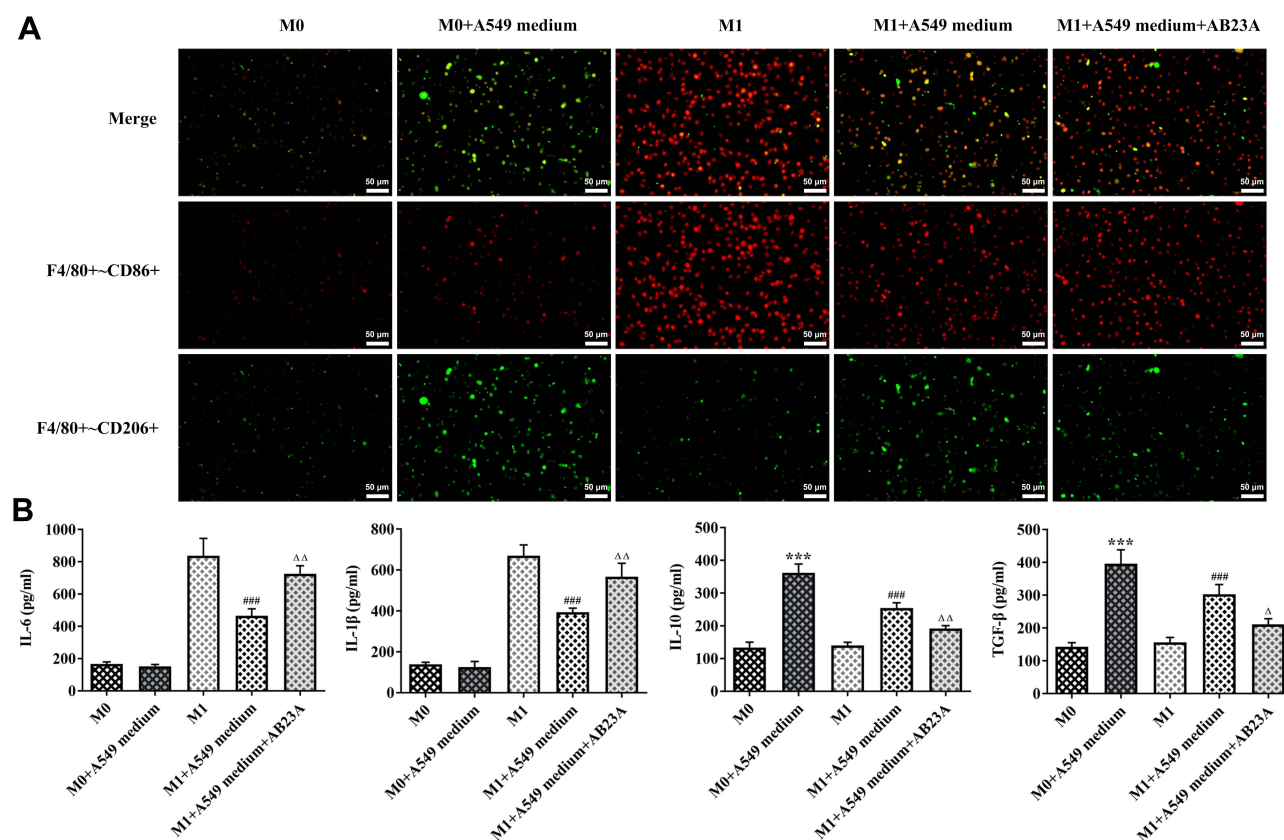 A
M0 M0+A549 medium M1 M1+A549 medium M1+A549 medium+AB23A
Merge
50 μm 50 μm 50 μm 50 μm 50 μm
F4/80+~CD86+
50 μm 50 μm 50 μm 50 μm 50 μm
F4/80+~CD206+
50 μm 50 μm 50 μm 50 μm 50 μm
B
IL-6 (pg/ml)
1000
800
600
400
200
0
###
ΔΔ
M0
M0+A549 medium
M1
M1+A549 medium
M1+A549 medium+AB23A
IL-1β (pg/ml)
800
600
400
200
0
###
ΔΔ
M0
M0+A549 medium
M1
M1+A549 medium
M1+A549 medium+AB23A
IL-10 (pg/ml)
500
400
300
200
100
0
***
###
ΔΔ
M0
M0+A549 medium
M1
M1+A549 medium
M1+A549 medium+AB23A
TGF-β (pg/ml)
500
400
300
200
100
0
***
###
Δ
M0
M0+A549 medium
M1
M1+A549 medium
M1+A549 medium+AB23A